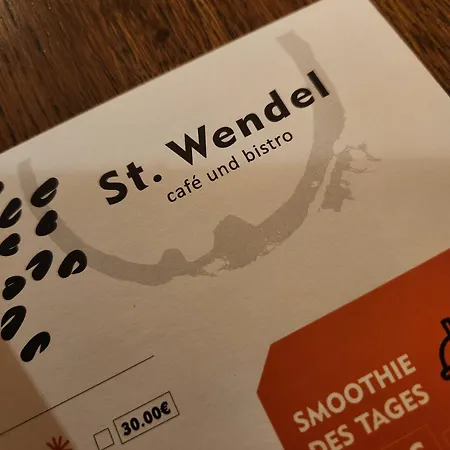 St. Wendel
café und bistro
30.00€
SMOOTHIE
DES TAGES